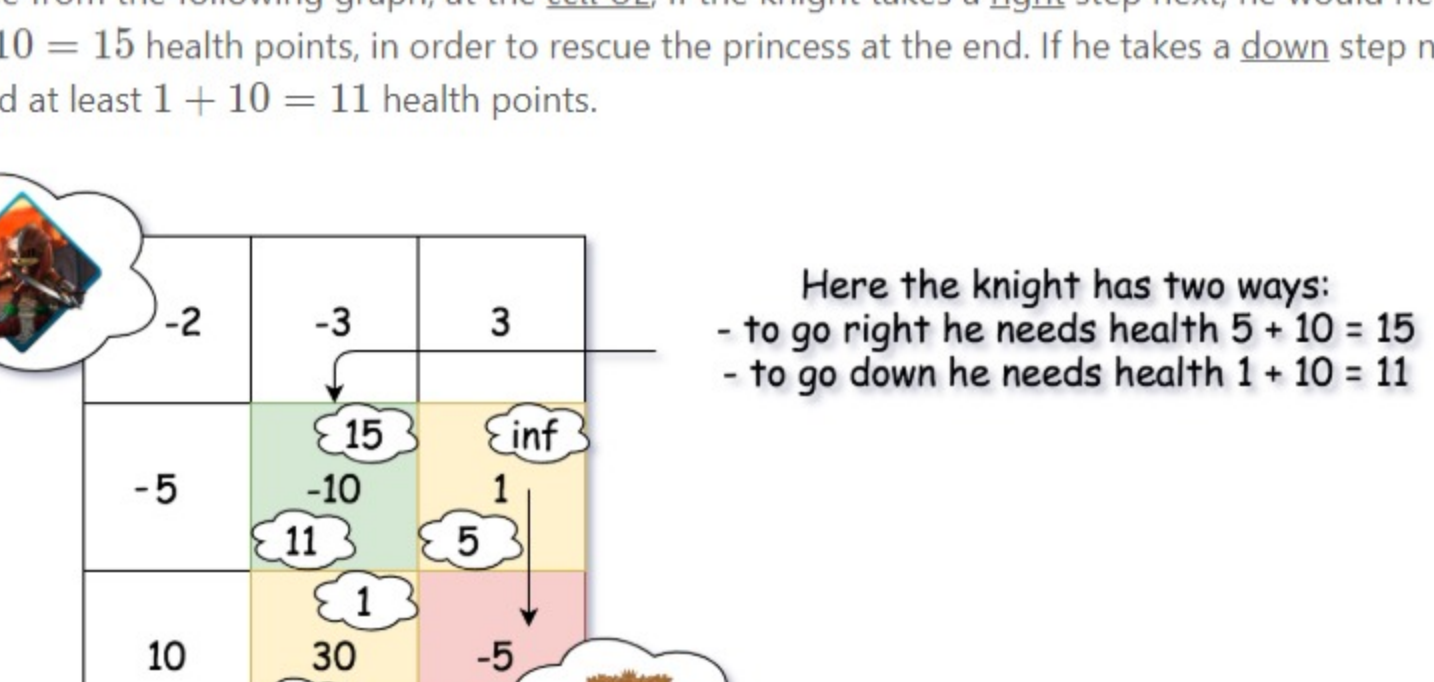 10 = 15 health points, in order to rescue the princess at the end. If he takes a down step
at least 1 + 10 = 11 health points.
Here the knight has two ways:
- to go right he needs health 5 + 10 = 15
- to go down he needs health 1 + 10 = 11
-2 -3 3
15 inf
-5 -10 1
11 5
1
10 30 -5